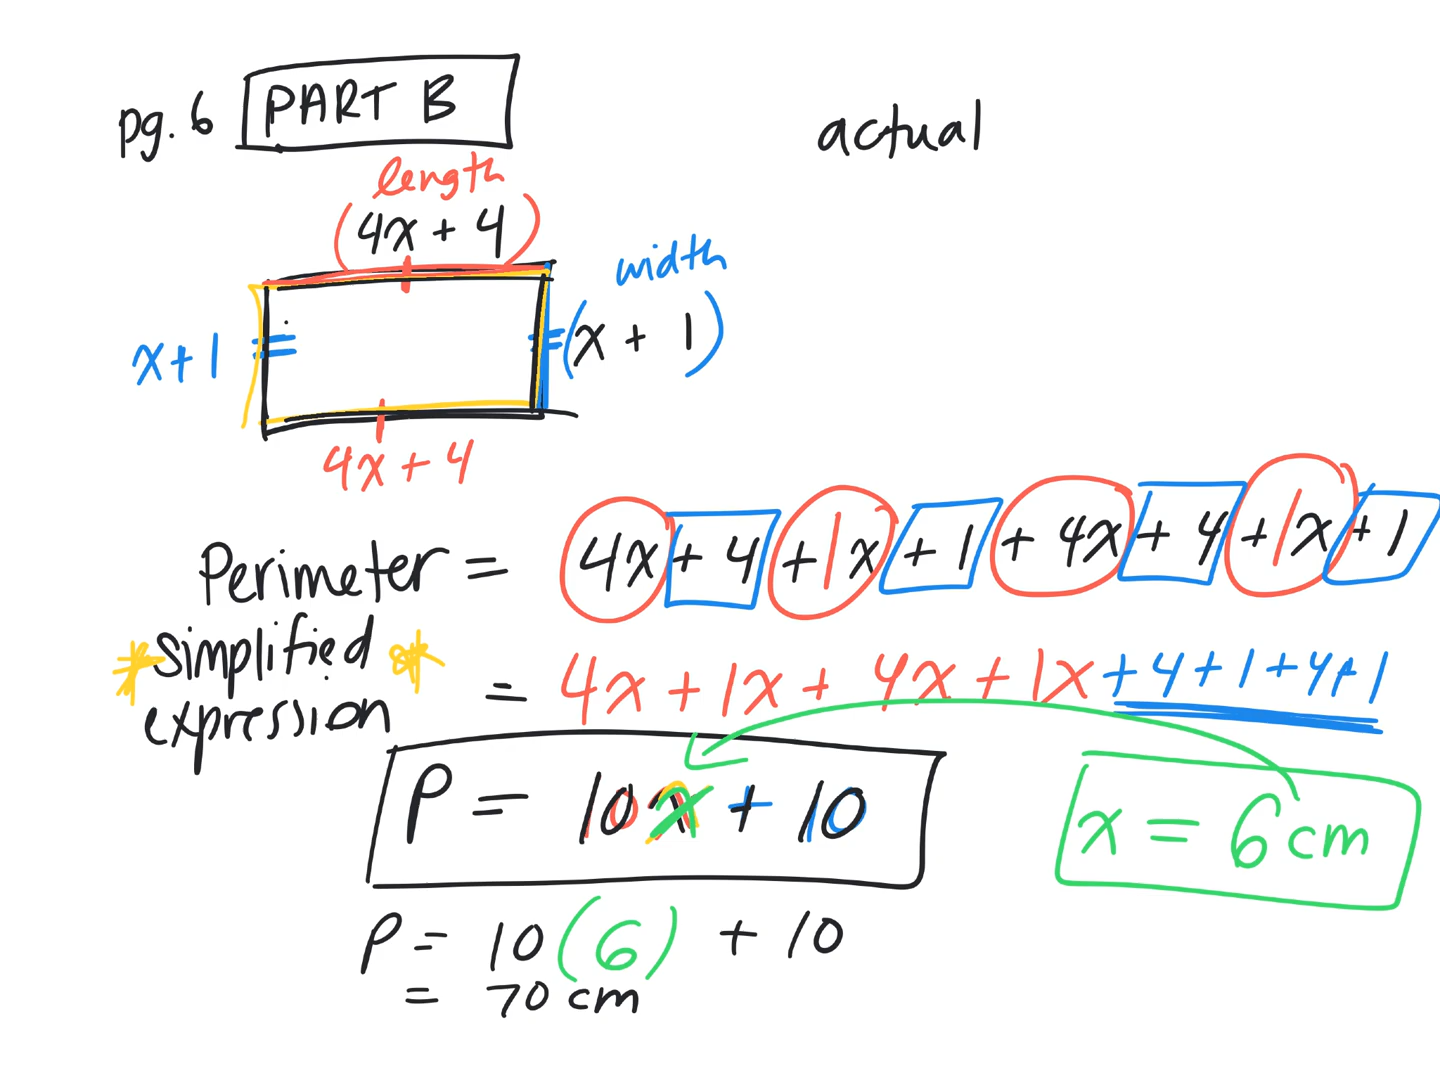 pg. 6 PART B
actual
length
(4x + 4)
width
x + 1
(x + 1)
4x + 4
Perimeter = 4x + 4 + 1x + 1 + 4x + 4 + 1x + 1
*simplified*
expression
= 4x + 1x + 4x + 1x + 4 + 1 + 4 + 1
P = 10x + 10
x = 6 cm
P = 10(6) + 10
= 70 cm